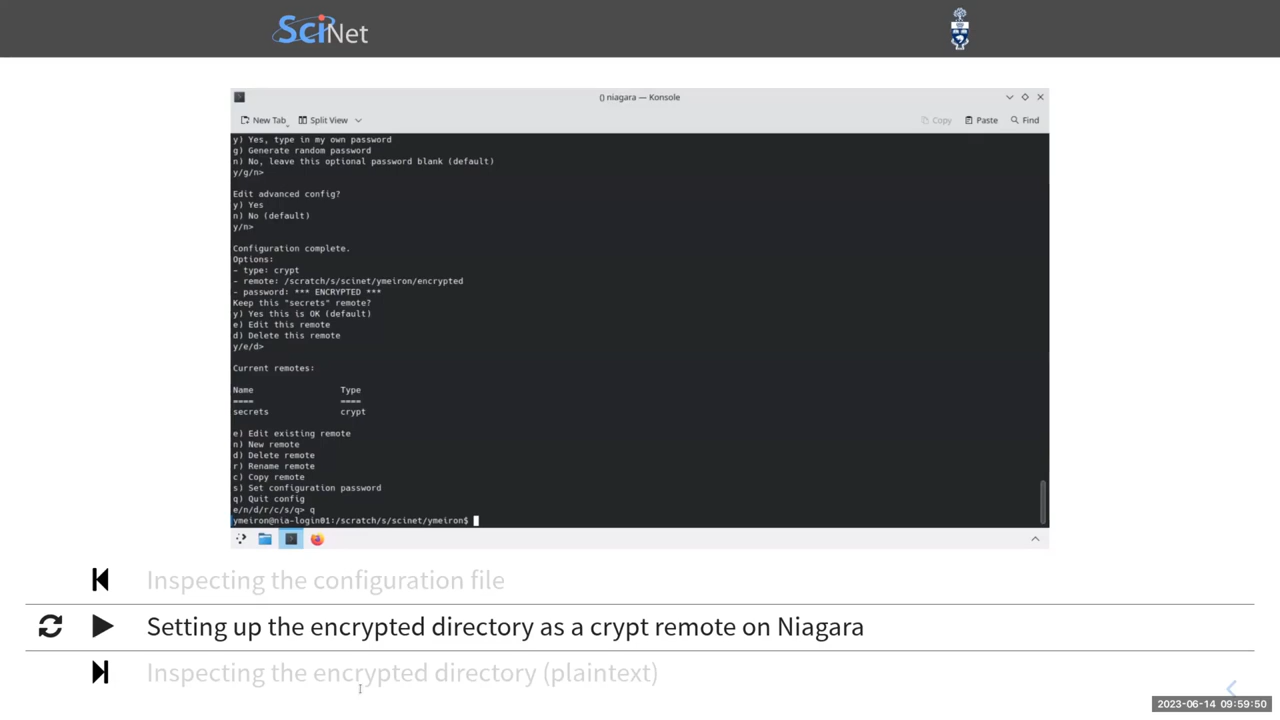 SciNet
() niagara — Konsole
New Tab Split View Copy Paste Find
y) Yes, type in my own password
g) Generate random password
n) No, leave this optional password blank (default)
y/g/n>
Edit advanced config?
y) Yes
n) No (default)
y/n>
Configuration complete.
Options:
- type: crypt
- remote: /scratch/s/scinet/ymeiron/encrypted
- password: *** ENCRYPTED ***
Keep this "secrets" remote?
y) Yes this is OK (default)
e) Edit this remote
d) Delete this remote
y/e/d>
Current remotes:
Name Type
==== ====
secrets crypt
e) Edit existing remote
n) New remote
d) Delete remote
r) Rename remote
c) Copy remote
s) Set configuration password
q) Quit config
e/n/d/r/c/s/q> q
ymeiron@nia-login01:/scratch/s/scinet/ymeiron$
Inspecting the configuration file
Setting up the encrypted directory as a crypt remote on Niagara
Inspecting the encrypted directory (plaintext)
2023-06-14 09:59:50